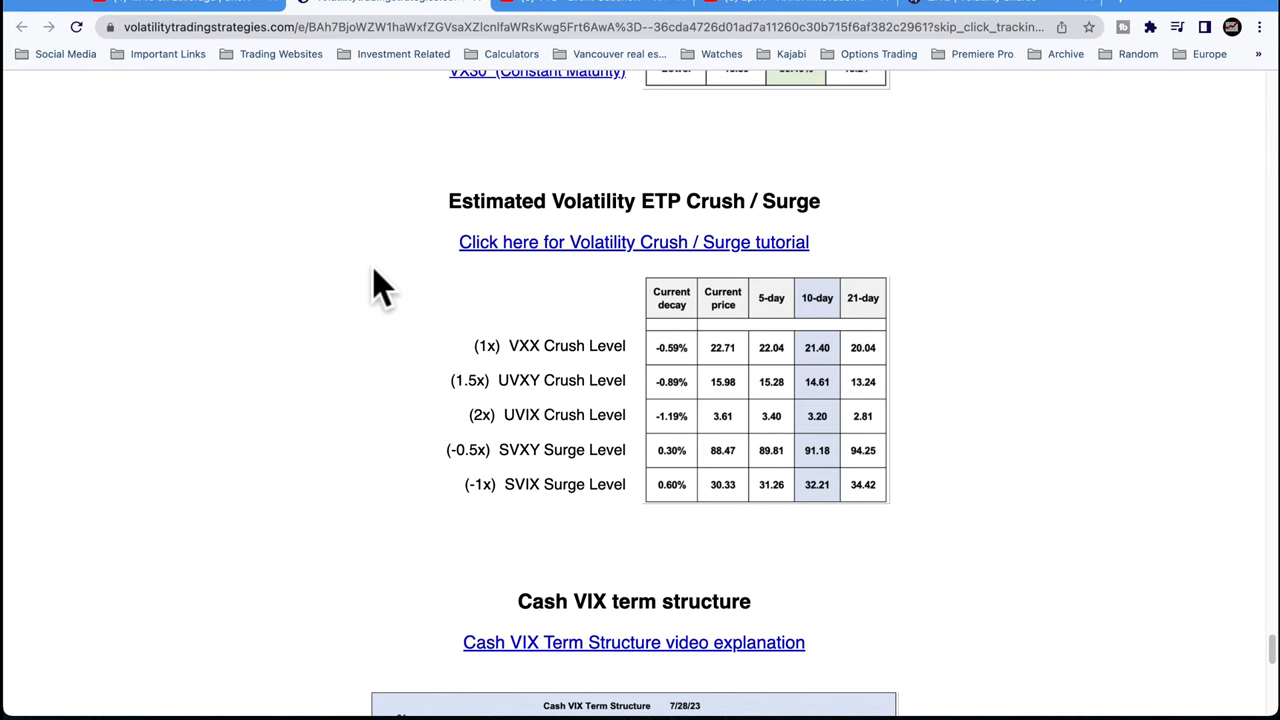 volatilitytradingstrategies.com/e/BAh7BjoWZW1haWxfZGVsaXZlcnlfaWRsKwg5Frt6AwA%3D--36cda4726d01ad7a11260c30b715f6af382c2961?skip_click_trackin...
Social Media Important Links Trading Websites Investment Related Calculators Vancouver real es... Watches Kajabi Options Trading Premiere Pro Archive Random Europe »
VX30 (Constant Maturity)
Estimated Volatility ETP Crush / Surge
Click here for Volatility Crush / Surge tutorial
Current decay Current price 5-day 10-day 21-day
(1x) VXX Crush Level -0.59% 22.71 22.04 21.40 20.04
(1.5x) UVXY Crush Level -0.89% 15.98 15.28 14.61 13.24
(2x) UVIX Crush Level -1.19% 3.61 3.40 3.20 2.81
(-0.5x) SVXY Surge Level 0.30% 88.47 89.81 91.18 94.25
(-1x) SVIX Surge Level 0.60% 30.33 31.26 32.21 34.42
Cash VIX term structure
Cash VIX Term Structure video explanation
Cash VIX Term Structure 7/28/23